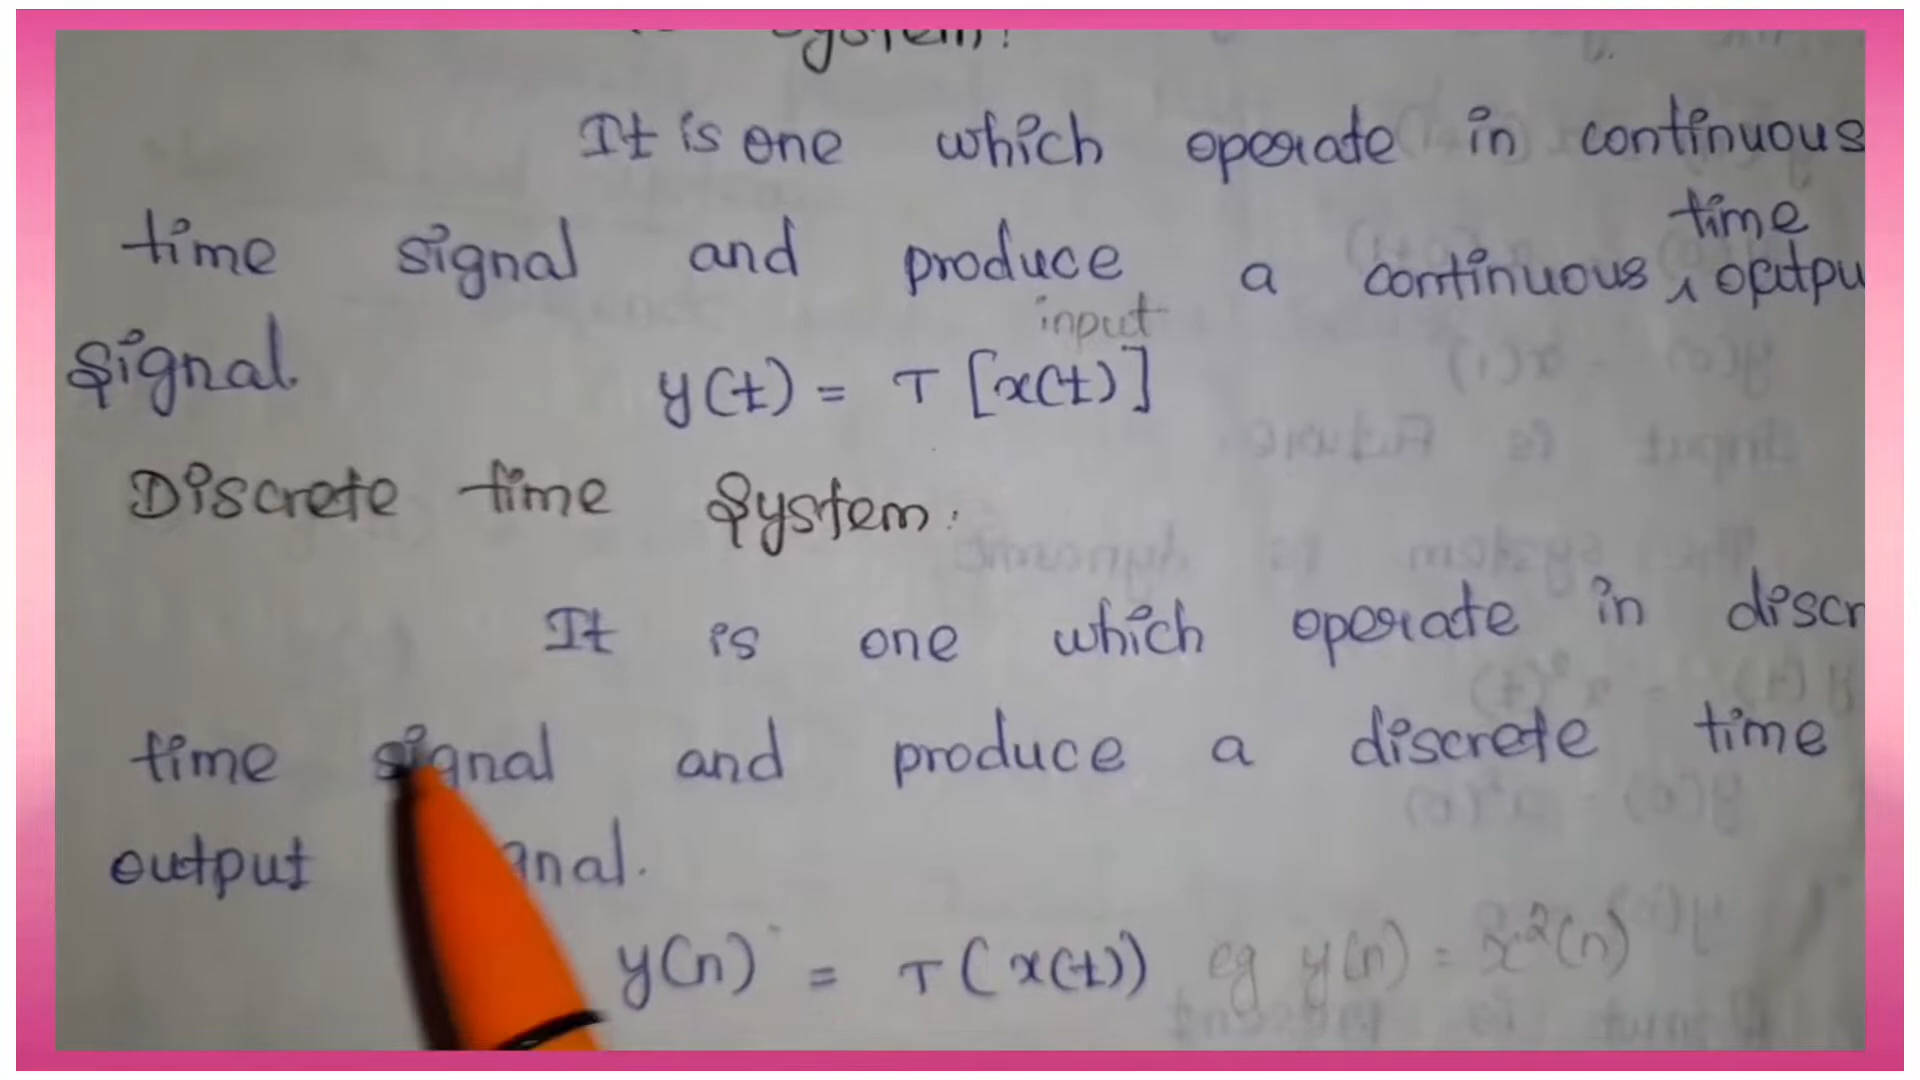 System:
It is one which operate in continuous
time signal and produce a continuous time output
signal. input
y(t) = T [x(t)]
Discrete time System:
It is one which operate in discr
time signal and produce a discrete time
output
y(n) = T(x(t)) eg y(n) = x²(n)